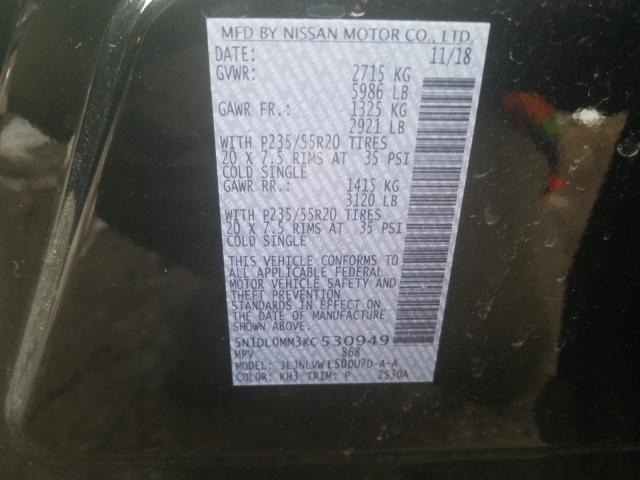 MFD BY NISSAN MOTOR CO., LTD.
DATE: 11/18
GVWR: 2715 KG
5986 LB
GAWR FR.: 1325 KG
2921 LB
WITH P235/55R20 TIRES
20 X 7.5 RIMS AT 35 PSI
COLD SINGLE
GAWR RR.: 1415 KG
3120 LB
WITH P235/55R20 TIRES
20 X 7.5 RIMS AT 35 PSI
COLD SINGLE
THIS VEHICLE CONFORMS TO
ALL APPLICABLE FEDERAL
MOTOR VEHICLE SAFETY AND
THEFT PREVENTION
STANDARDS IN EFFECT ON
THE DATE OF MANUFACTURE
SHOWN ABOVE.
5N1DL0MM3KC530949
MPV 868
MODEL: JLJNLVWL50DU7D-A-A
COLOR: KH3 TRIM: P ZS30A